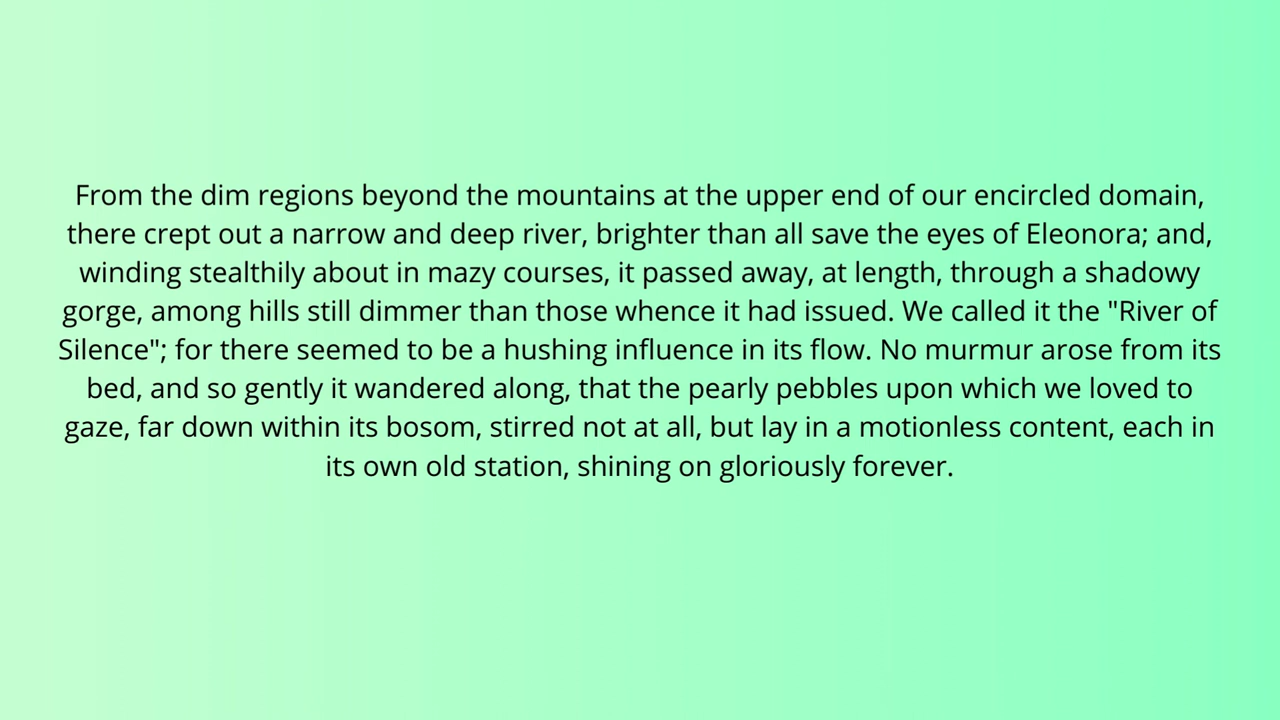 From the dim regions beyond the mountains at the upper end of our encircled domain,
there crept out a narrow and deep river, brighter than all save the eyes of Eleonora; and,
winding stealthily about in mazy courses, it passed away, at length, through a shadowy
gorge, among hills still dimmer than those whence it had issued. We called it the "River of
Silence"; for there seemed to be a hushing influence in its flow. No murmur arose from its
bed, and so gently it wandered along, that the pearly pebbles upon which we loved to
gaze, far down within its bosom, stirred not at all, but lay in a motionless content, each in
its own old station, shining on gloriously forever.